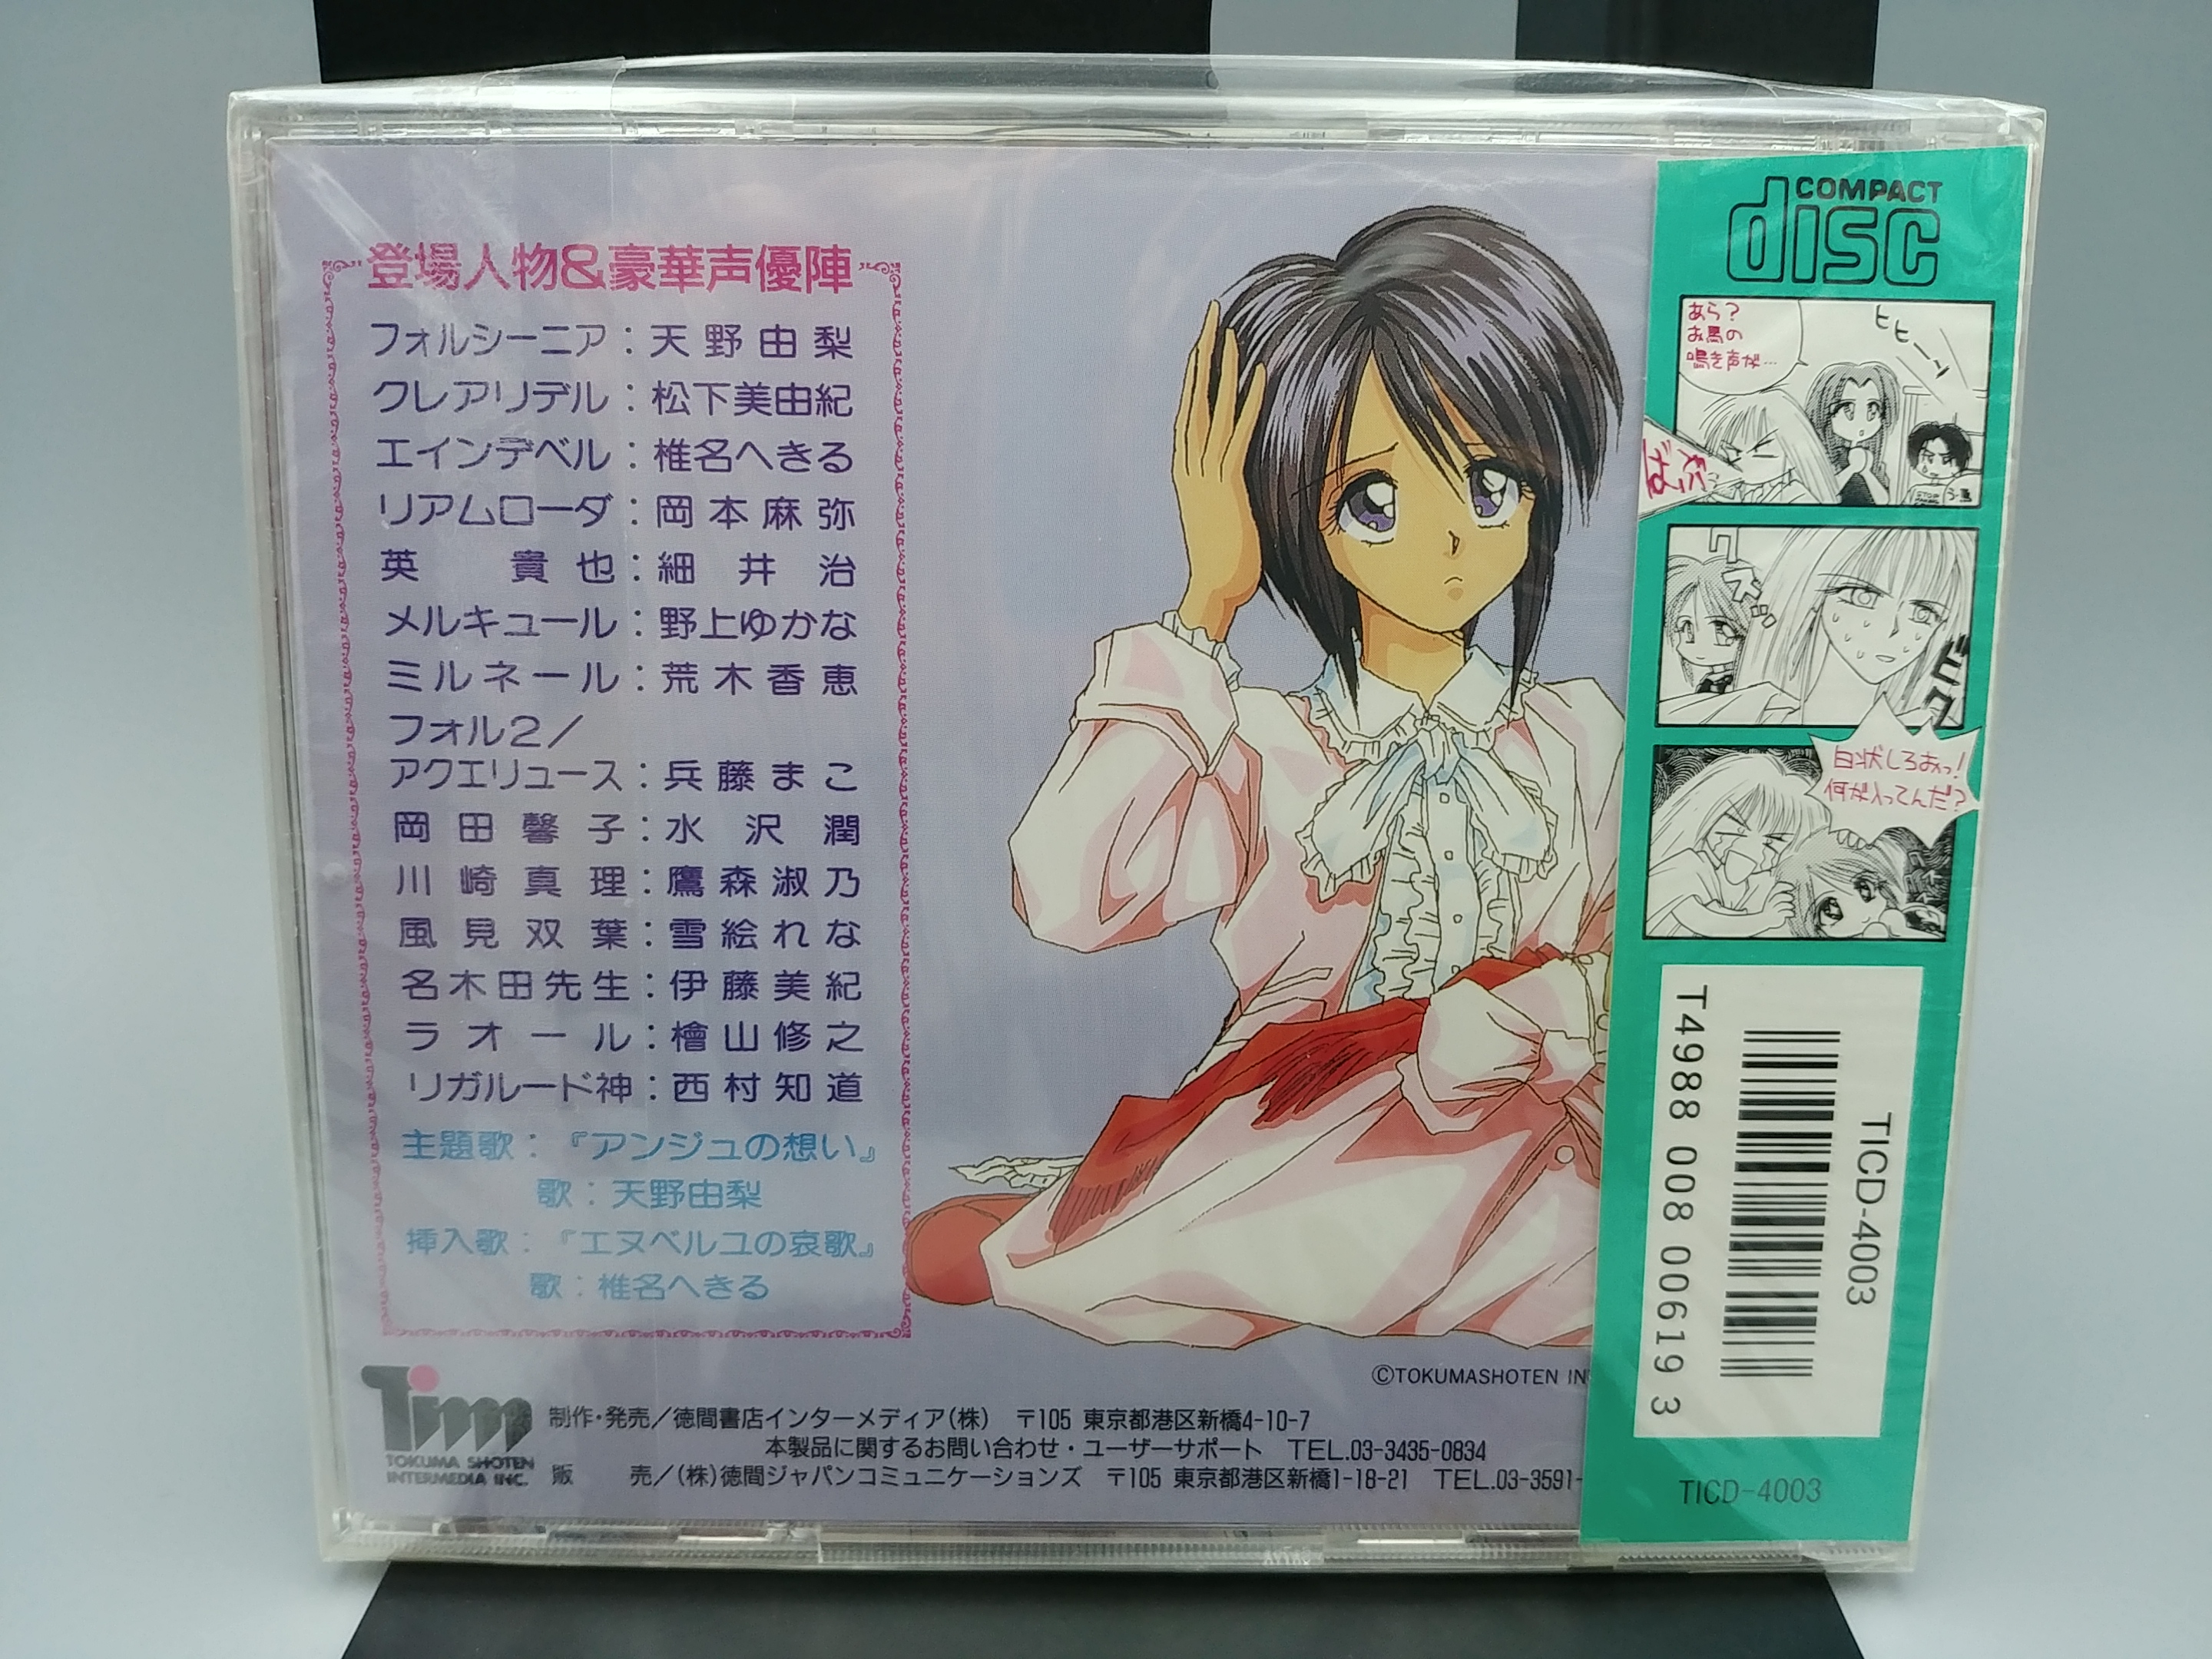 登場人物&豪華声優陣
フォルシーニア：天野由梨
クレアリデル：松下美由紀
エインデベル：椎名へきる
リアムローダ：岡本麻弥
英 貴也：細井治
メルキュール：野上ゆかな
ミルネール：荒木香恵
フォル2／
アクエリュース：兵藤まこ
岡田馨子：水沢潤
川崎真理：鷹森淑乃
風見双葉：雪絵れな
名木田先生：伊藤美紀
ラオール：檜山修之
リガルード神：西村知道
主題歌：『アンジュの想い』
歌：天野由梨
挿入歌：『エヌベルユの哀歌』
歌：椎名へきる
©TOKUMASHOTEN IN
Tim
TOKUMA SHOTEN
INTERMEDIA INC.
制作・発売／徳間書店インターメディア(株) 〒105 東京都港区新橋4-10-7
本製品に関するお問い合わせ・ユーザーサポート TEL.03-3435-0834
販 売／(株)徳間ジャパンコミュニケーションズ 〒105 東京都港区新橋1-18-21 TEL.03-3591-
COMPACT
disc
あら？
お馬の
鳴き声が…
ヒヒーン
クスッ
ビクッ
白状しろおっ！
何が入ってんだ？
T4988 008 00619 3
TICD-4003
TICD-4003